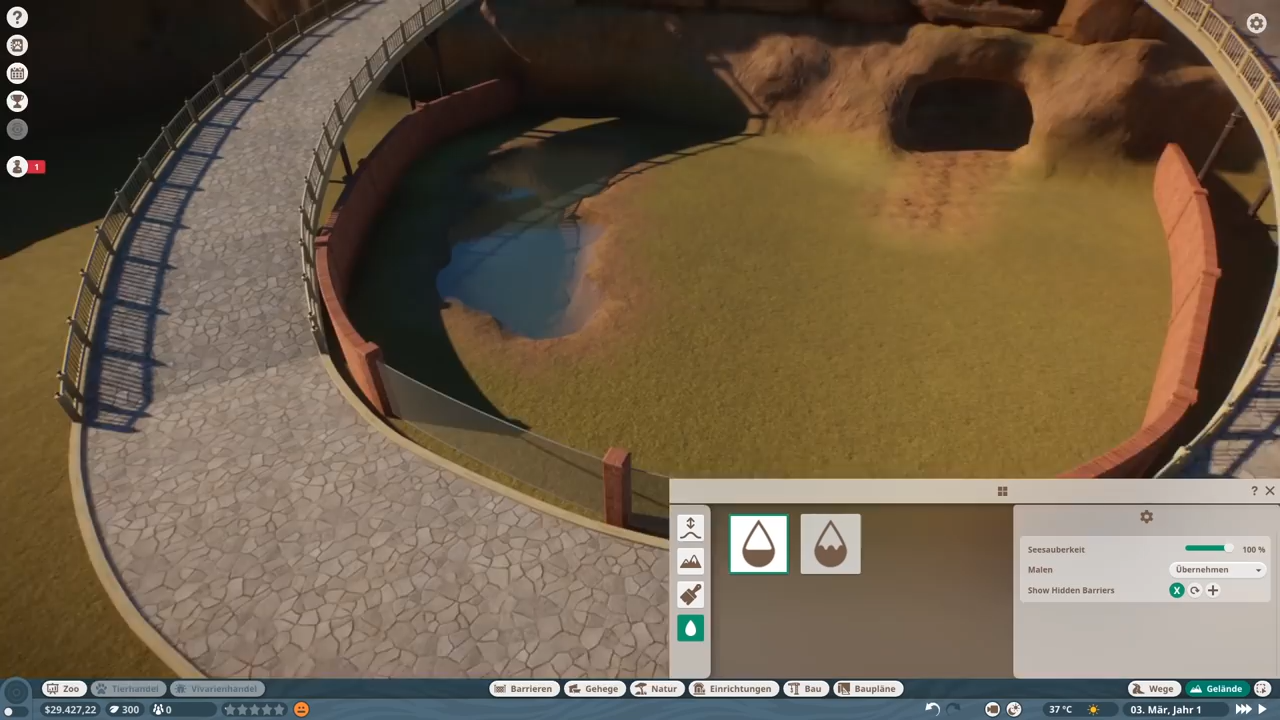 ?
1
? X
Seesauberkeit 100 %
Malen Übernehmen
Show Hidden Barriers X
Zoo Tierhandel Vivarienhandel Barrieren Gehege Natur Einrichtungen Bau Baupläne Wege Gelände
$29.427,22 300 0 37 °C 03. Mär, Jahr 1